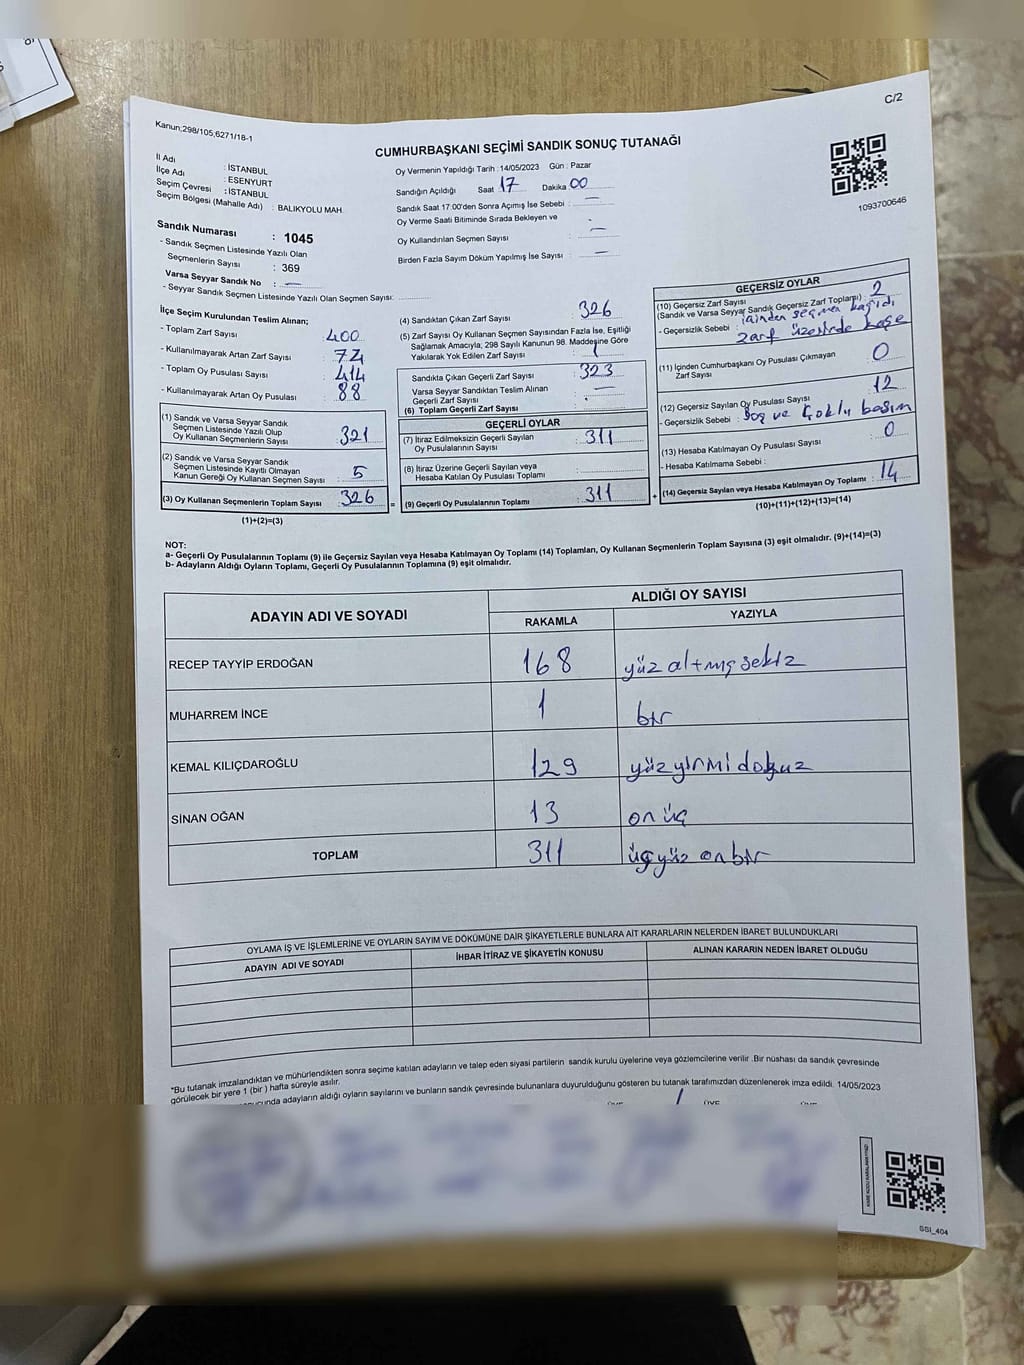 C/2
Kanun;298/105,6271/18-1
CUMHURBAŞKANI SEÇİMİ SANDIK SONUÇ TUTANAĞI
İl Adı : İSTANBUL
İlçe Adı : ESENYURT
Seçim Çevresi : İSTANBUL
Seçim Bölgesi (Mahalle Adı) : BALIKYOLU MAH.
Oy Vermenin Yapıldığı Tarih :14/05/2023 Gün : Pazar
Sandığın Açıldığı Saat 17 Dakika 00
Sandık Saat 17:00'den Sonra Açımış İse Sebebi : —
Oy Verme Saati Bitiminde Sırada Bekleyen ve
Oy Kullandırılan Seçmen Sayısı : —
Birden Fazla Sayım Döküm Yapılmış İse Sayısı : —
1093700646
Sandık Numarası : 1045
- Sandık Seçmen Listesinde Yazılı Olan
Seçmenlerin Sayısı : 369
Varsa Seyyar Sandık No : —
- Seyyar Sandık Seçmen Listesinde Yazılı Olan Seçmen Sayısı:
İlçe Seçim Kurulundan Teslim Alınan;
- Toplam Zarf Sayısı : 400
- Kullanılmayarak Artan Zarf Sayısı : 74
- Toplam Oy Pusulası Sayısı : 414
- Kullanılmayarak Artan Oy Pusulası : 88
(1) Sandık ve Varsa Seyyar Sandık
Seçmen Listesinde Yazılı Olup
Oy Kullanan Seçmenlerin Sayısı : 321
(2) Sandık ve Varsa Seyyar Sandık
Seçmen Listesinde Kayıtlı Olmayan
Kanun Gereği Oy Kullanan Seçmen Sayısı : 5
(3) Oy Kullanan Seçmenlerin Toplam Sayısı : 326 =
(1)+(2)=(3)
(4) Sandıktan Çıkan Zarf Sayısı : 326
(5) Zarf Sayısı Oy Kullanan Seçmen Sayısından Fazla İse, Eşitliği
Sağlamak Amacıyla; 298 Sayılı Kanunun 98. Maddesine Göre
Yakılarak Yok Edilen Zarf Sayısı :
Sandıkta Çıkan Geçerli Zarf Sayısı : 323
Varsa Seyyar Sandıktan Teslim Alınan
Geçerli Zarf Sayısı : —
(6) Toplam Geçerli Zarf Sayısı :
GEÇERLİ OYLAR
(7) İtiraz Edilmeksizin Geçerli Sayılan
Oy Pusulalarının Sayısı : 311
(8) İtiraz Üzerine Geçerli Sayılan veya
Hesaba Katılan Oy Pusulası Toplamı :
(9) Geçerli Oy Pusulalarının Toplamı : 311 +
GEÇERSİZ OYLAR
(10) Geçersiz Zarf Sayısı
(Sandık ve Varsa Seyyar Sandık Geçersiz Zarf Toplamı) : 2
- Geçersizlik Sebebi : içinden seçmen kağıdı
zarf üzerinde kaşe
(11) İçinden Cumhurbaşkanı Oy Pusulası Çıkmayan
Zarf Sayısı : 0
(12) Geçersiz Sayılan Oy Pusulası Sayısı : 12
- Geçersizlik Sebebi : Boş ve Çoklu basım
(13) Hesaba Katılmayan Oy Pusulası Sayısı : 0
- Hesaba Katılmama Sebebi :
(14) Geçersiz Sayılan veya Hesaba Katılmayan Oy Toplamı : 14
(10)+(11)+(12)+(13)=(14)
NOT:
a- Geçerli Oy Pusulalarının Toplamı (9) ile Geçersiz Sayılan veya Hesaba Katılmayan Oy Toplamı (14) Toplamları, Oy Kullanan Seçmenlerin Toplam Sayısına (3) eşit olmalıdır. (9)+(14)=(3)
b- Adayların Aldığı Oyların Toplamı, Geçerli Oy Pusulalarının Toplamına (9) eşit olmalıdır.
ADAYIN ADI VE SOYADI ALDIĞI OY SAYISI
RAKAMLA YAZIYLA
RECEP TAYYİP ERDOĞAN 168 yüz altmış sekiz
MUHARREM İNCE 1 bir
KEMAL KILIÇDAROĞLU 129 yüz yirmi dokuz
SİNAN OĞAN 13 on üç
TOPLAM 311 üçyüz onbir
OYLAMA İŞ VE İŞLEMLERİNE VE OYLARIN SAYIM VE DÖKÜMÜNE DAİR ŞİKAYETLERLE BUNLARA AİT KARARLARIN NELERDEN İBARET BULUNDUKLARI
ADAYIN ADI VE SOYADI İHBAR İTİRAZ VE ŞİKAYETİN KONUSU ALINAN KARARIN NEDEN İBARET OLDUĞU
*Bu tutanak imzalandıktan ve mühürlendikten sonra seçime katılan adayların ve talep eden siyasi partilerin sandık kurulu üyelerine veya gözlemcilerine verilir .Bir nüshası da sandık çevresinde
görülecek bir yere 1 (bir ) hafta süreyle asılır.
adayların aldığı oyların sayılarını ve bunların sandık çevresinde bulunanlara duyurulduğunu gösteren bu tutanak tarafımızdan düzenlenerek imza edildi. 14/05/2023
SSI_404